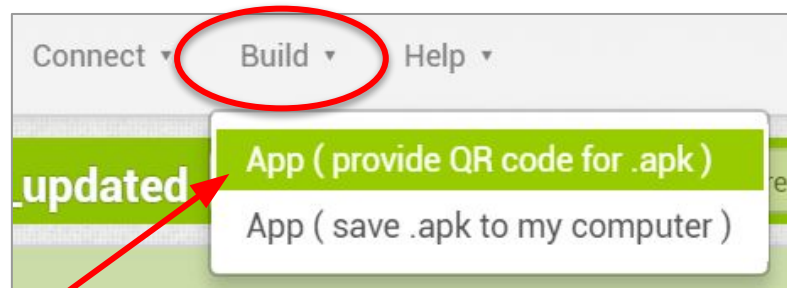 Connect ▾ Build ▾ Help ▾
App ( provide QR code for .apk )
_updated
App ( save .apk to my computer )